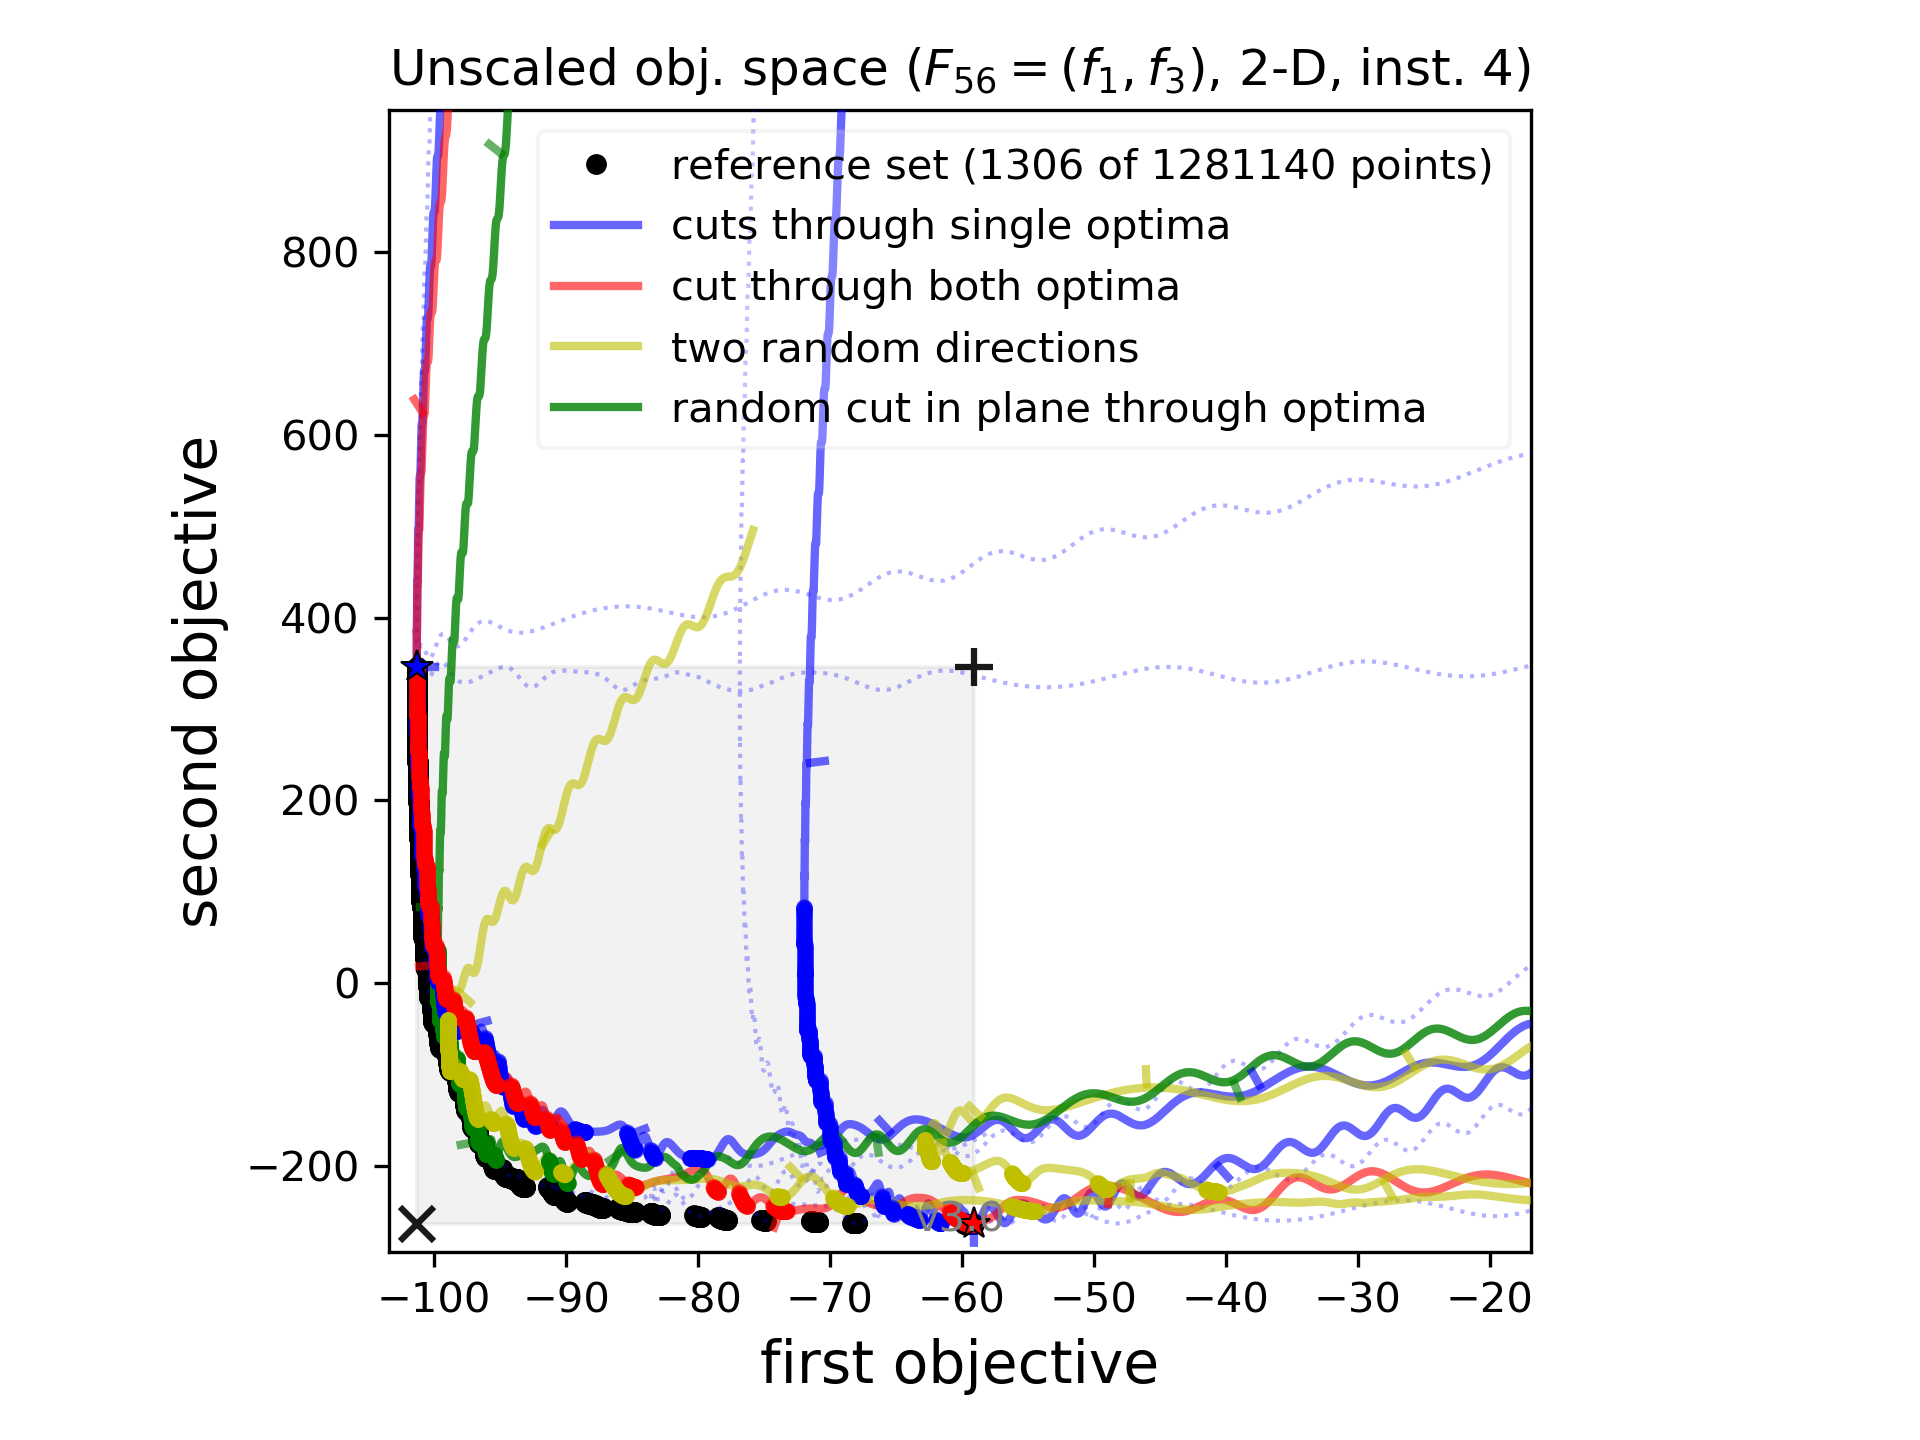 Unscaled obj. space (F₅₆ = (f₁, f₃), 2-D, inst. 4)
reference set (1306 of 1281140 points)
cuts through single optima
cut through both optima
two random directions
random cut in plane through optima
second objective
800
600
400
200
0
−200
−100
−90
−80
−70
−60
−50
−40
−30
−20
first objective